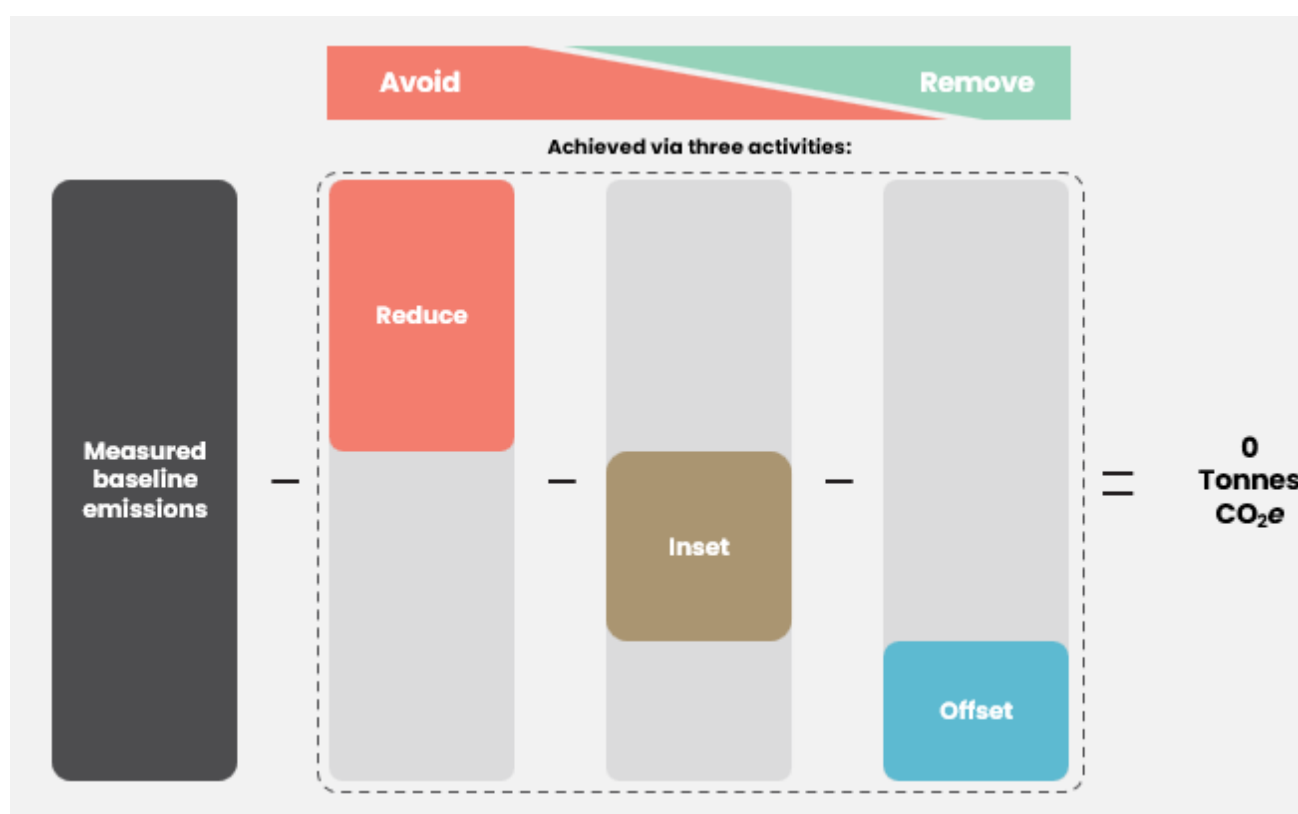 Avoid
Remove
Achieved via three activities:
Measured
baseline
emissions
—
Reduce
—
Inset
—
Offset
=
0
Tonnes
CO₂e